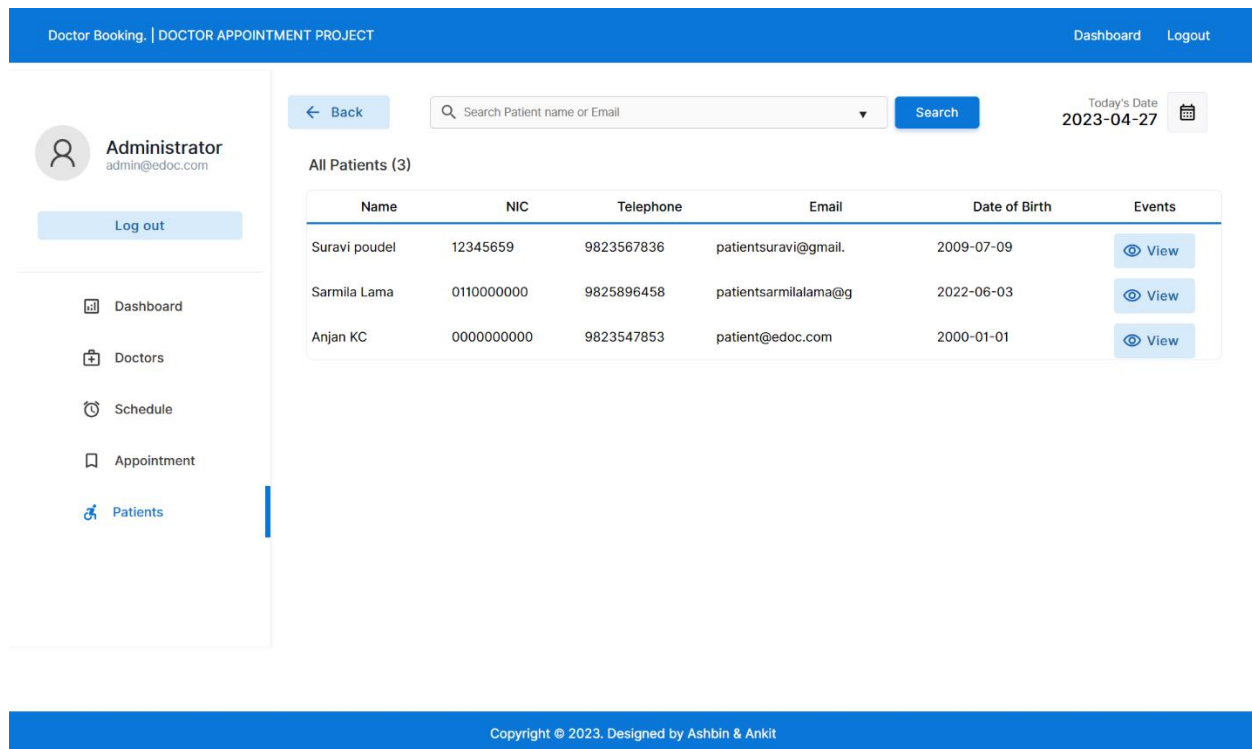 Doctor Booking. | DOCTOR APPOINTMENT PROJECT
Dashboard Logout
Administrator
admin@edoc.com
Log out
Dashboard
Doctors
Schedule
Appointment
Patients
Back
Search Patient name or Email
Search
Today's Date
2023-04-27
All Patients (3)
Name NIC Telephone Email Date of Birth Events
Suravi poudel 12345659 9823567836 patientsuravi@gmail. 2009-07-09 View
Sarmila Lama 0110000000 9825896458 patientsarmilalama@g 2022-06-03 View
Anjan KC 0000000000 9823547853 patient@edoc.com 2000-01-01 View
Copyright © 2023. Designed by Ashbin & Ankit